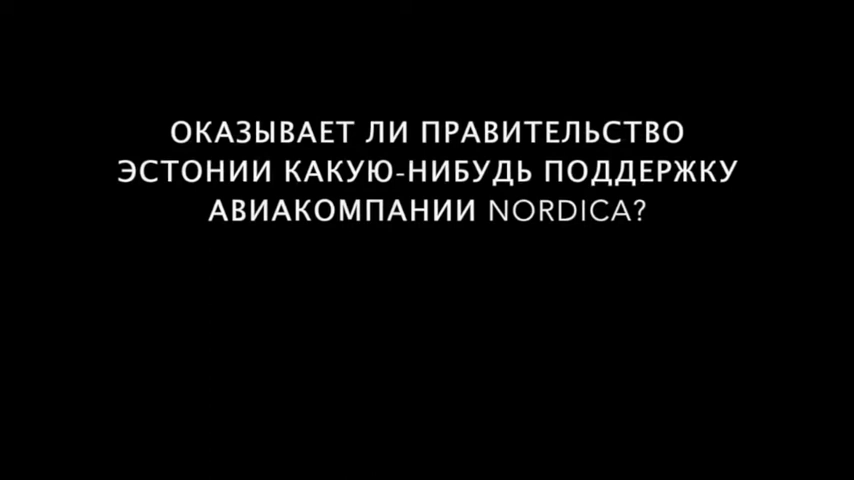 ОКАЗЫВАЕТ ЛИ ПРАВИТЕЛЬСТВО
ЭСТОНИИ КАКУЮ-НИБУДЬ ПОДДЕРЖКУ
АВИАКОМПАНИИ NORDICA?